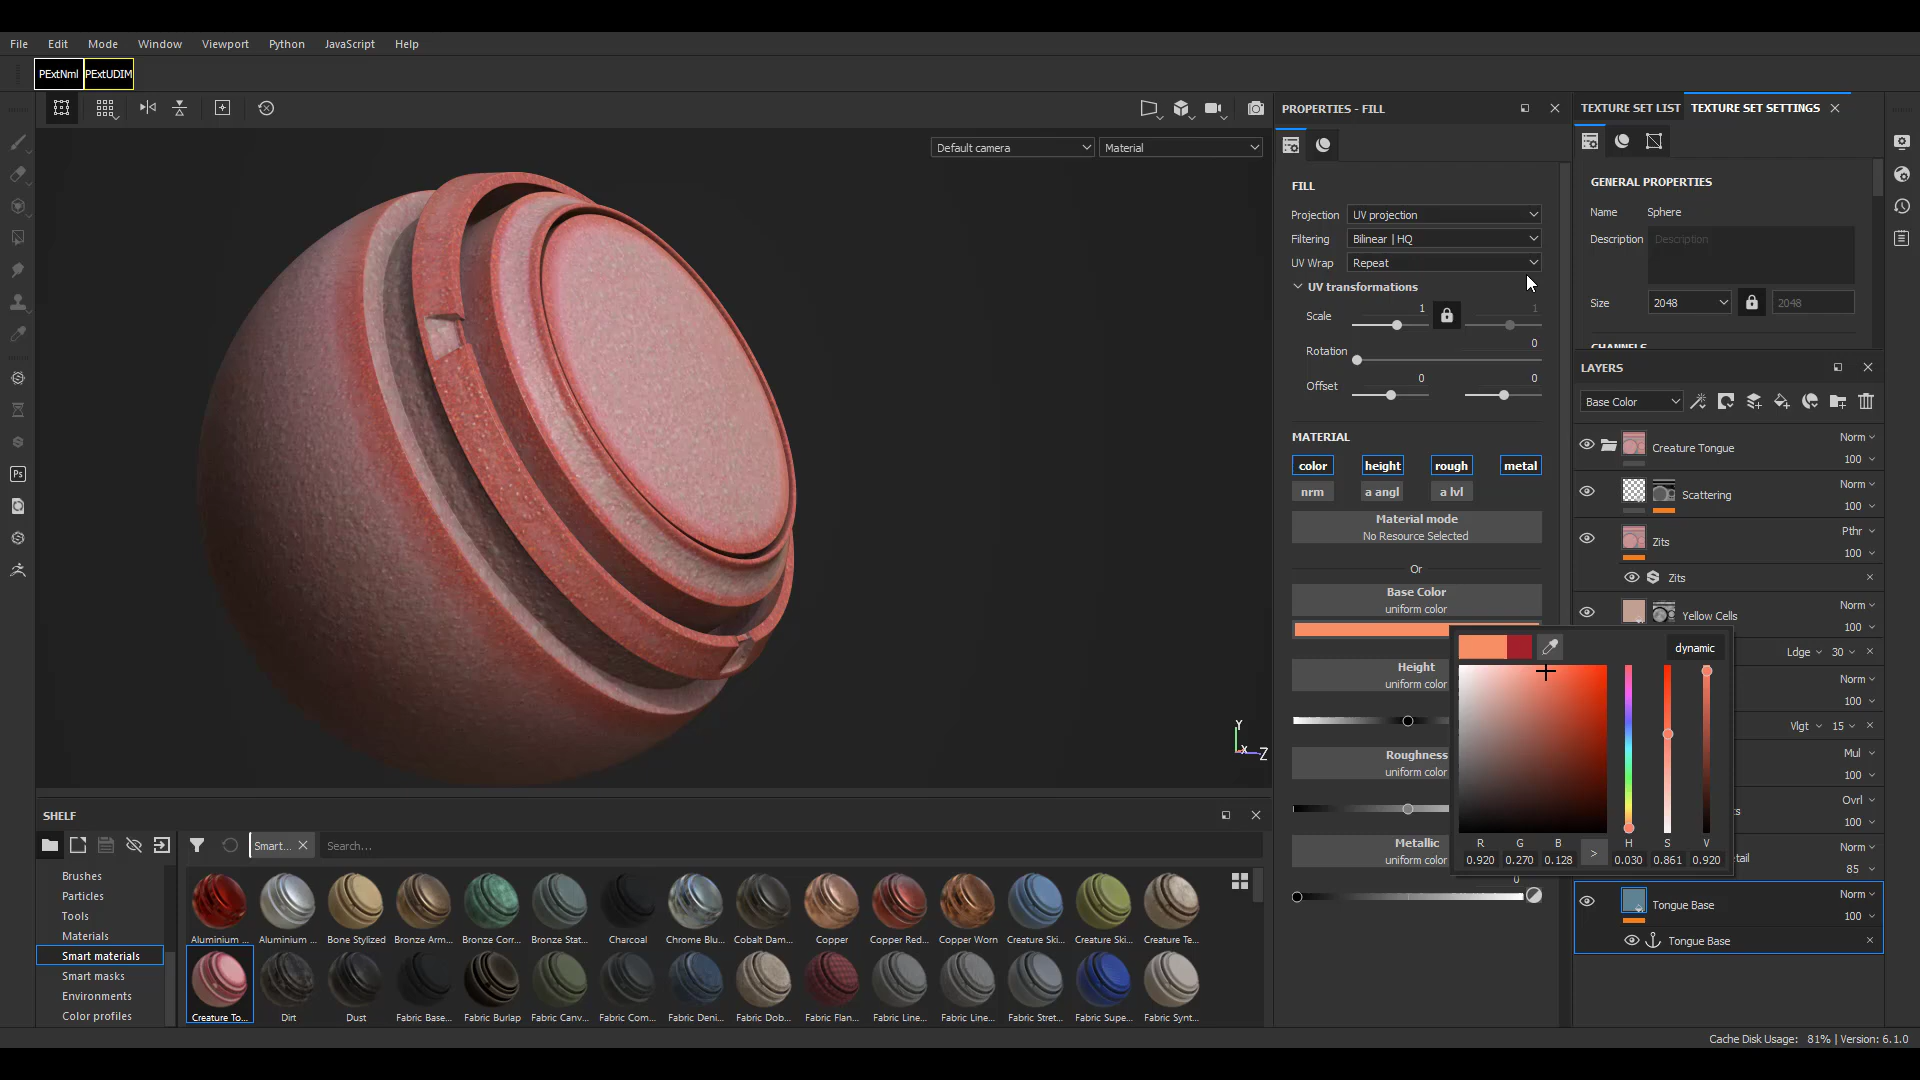 File Edit Mode Window Viewport Python JavaScript Help
PExtNml PExtUDIM
Default camera Material
PROPERTIES - FILL
FILL
Projection UV projection
Filtering Bilinear | HQ
UV Wrap Repeat
UV transformations
Scale 1 1
Rotation 0
Offset 0 0
MATERIAL
color height rough metal
nrm a angl a lvl
Material mode
No Resource Selected
Or
Base Color
uniform color
Height
uniform color
Roughness
uniform color
Metallic
uniform color
0
dynamic
R G B H S V
0.920 0.270 0.128 > 0.030 0.861 0.920
TEXTURE SET LIST TEXTURE SET SETTINGS
GENERAL PROPERTIES
Name Sphere
Description Description
Size 2048 2048
CHANNELS
LAYERS
Base Color
Creature Tongue Norm 100
Scattering Norm 100
Zits Pthr 100
Zits
Yellow Cells Norm 100
Ldge 30
Norm 100
Vlgt 15
Mul 100
Ovrl 100
Norm 85
Tongue Base Norm 100
Tongue Base
Y
X
Z
SHELF
Smart... Search...
Brushes
Particles
Tools
Materials
Smart materials
Smart masks
Environments
Color profiles
Aluminium ... Aluminium ... Bone Stylized Bronze Arm... Bronze Corr... Bronze Stat... Charcoal Chrome Blu... Cobalt Dam... Copper Copper Red... Copper Worn Creature Ski... Creature Ski... Creature Te...
Creature To... Dirt Dust Fabric Base... Fabric Burlap Fabric Canv... Fabric Com... Fabric Deni... Fabric Dob... Fabric Flan... Fabric Line... Fabric Line... Fabric Stret... Fabric Supe... Fabric Synt...
Ps
Cache Disk Usage: 81% | Version: 6.1.0